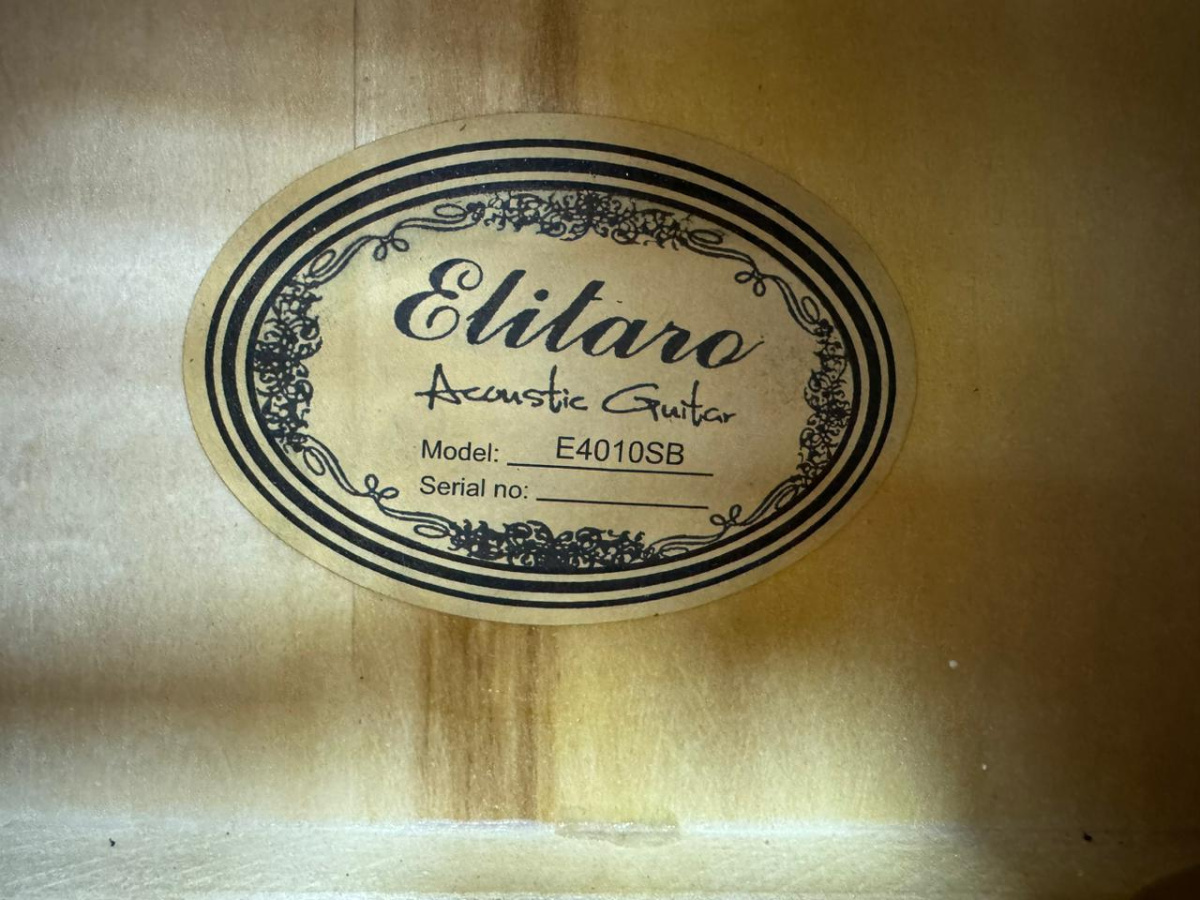 Elitaro
Acoustic Guitar
Model: E4010SB
Serial no: